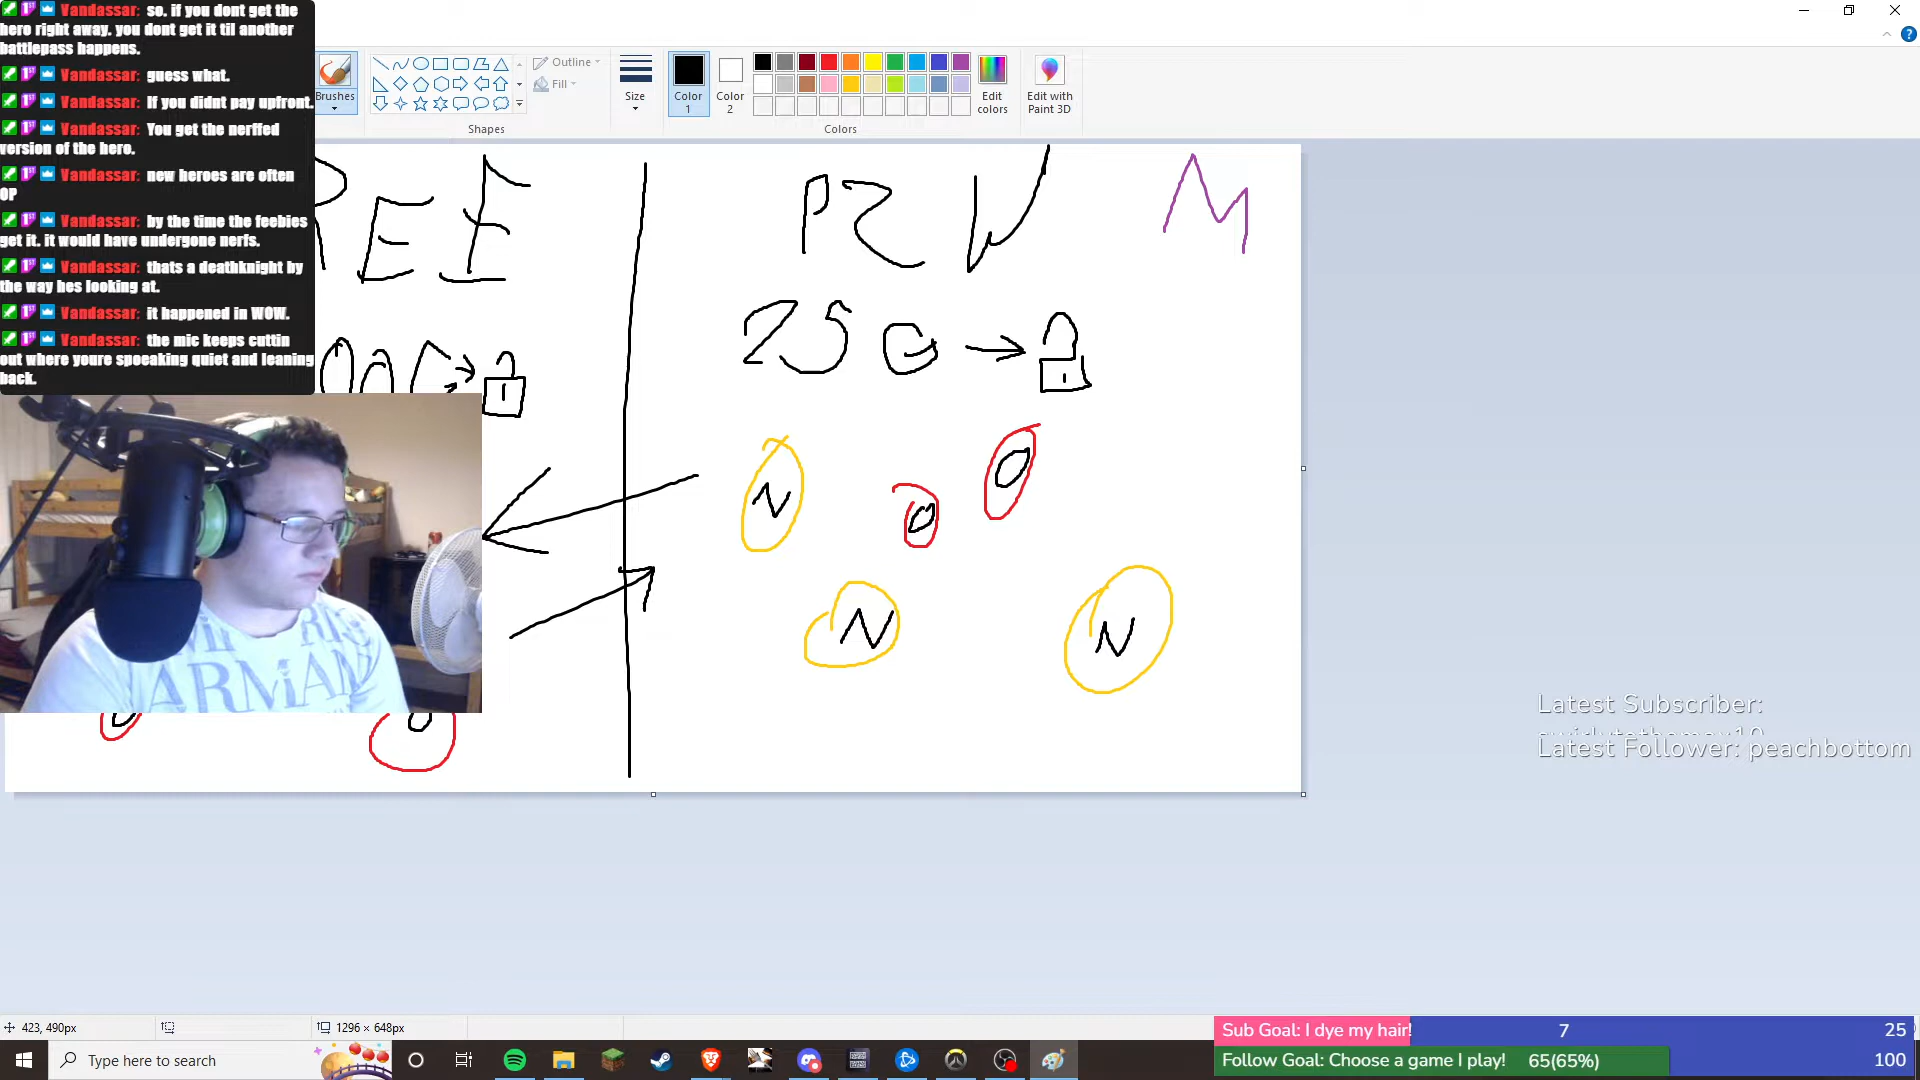 Vandassar: so. if you dont get the
hero right away. you dont get it til another
battlepass happens.
Vandassar: guess what.
Vandassar: If you didnt pay upfront.
Vandassar: You get the nerffed
version of the hero.
Vandassar: new heroes are often
OP
Vandassar: by the time the feebies
get it. it would have undergone nerfs.
Vandassar: thats a deathknight by
the way hes looking at.
Vandassar: it happened in WOW.
Vandassar: the mic keeps cuttin
out where youre spoeaking quiet and leaning
back.
Brushes
Outline
Fill
Shapes
Size
Color
1
Color
2
Edit
colors
Edit with
Paint 3D
Colors
REE
P2W
M
25
N
O
O
N
N
ARMANI
Latest Subscriber:
Latest Follower: peachbottom
423, 490px
1296 × 648px
Sub Goal: I dye my hair!
7
25
Follow Goal: Choose a game I play!
65(65%)
100
Type here to search